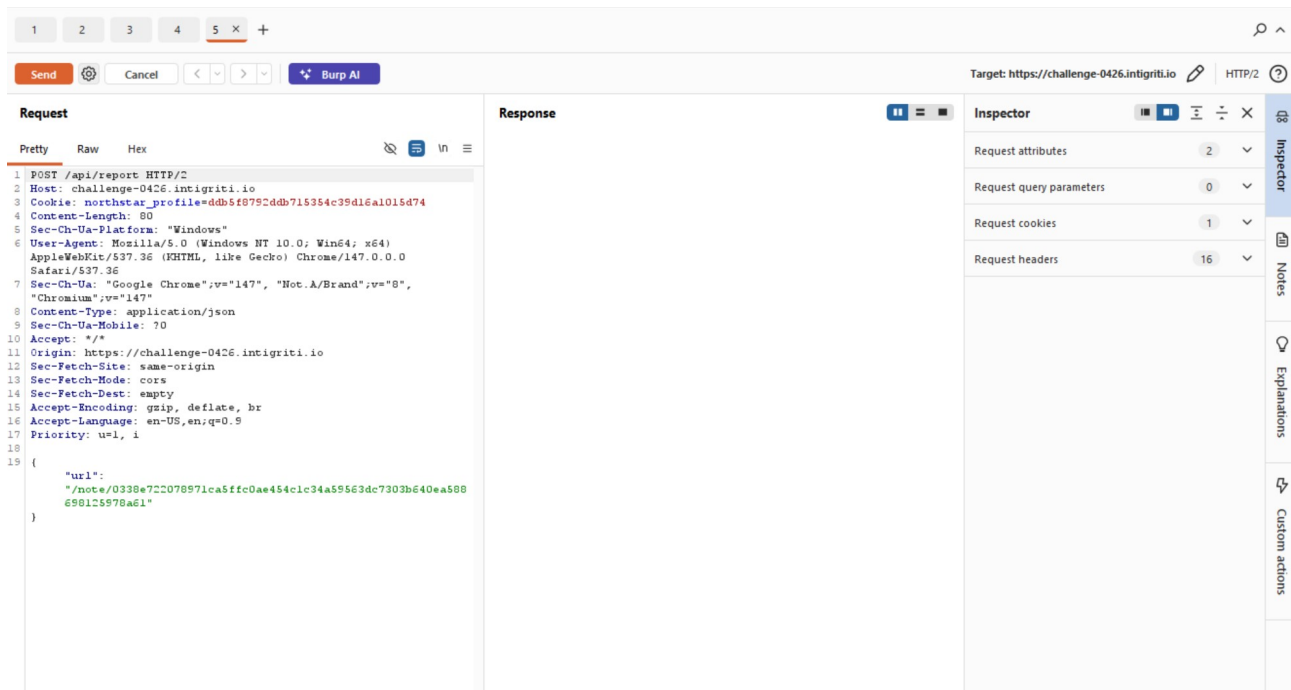 1
2
3
4
5 × +
Send
Cancel
< >
Burp AI
Target: https://challenge-0426.intigriti.io
HTTP/2
Request
Pretty Raw Hex
\n
1 POST /api/report HTTP/2
2 Host: challenge-0426.intigriti.io
3 Cookie: northstar_profile=ddb5f8792ddb715354c39d16a1015d74
4 Content-Length: 80
5 Sec-Ch-Ua-Platform: "Windows"
6 User-Agent: Mozilla/5.0 (Windows NT 10.0; Win64; x64)
AppleWebKit/537.36 (KHTML, like Gecko) Chrome/147.0.0.0
Safari/537.36
7 Sec-Ch-Ua: "Google Chrome";v="147", "Not.A/Brand";v="8",
"Chromium";v="147"
8 Content-Type: application/json
9 Sec-Ch-Ua-Mobile: ?0
10 Accept: */*
11 Origin: https://challenge-0426.intigriti.io
12 Sec-Fetch-Site: same-origin
13 Sec-Fetch-Mode: cors
14 Sec-Fetch-Dest: empty
15 Accept-Encoding: gzip, deflate, br
16 Accept-Language: en-US,en;q=0.9
17 Priority: u=1, i
18
19 {
"url":
"/note/0338e722078971ca5ffc0ae454c1c34a59563dc7303b640ea588
698125978a61"
}
Response
Inspector
Request attributes 2
Request query parameters 0
Request cookies 1
Request headers 16
Inspector
Notes
Explanations
Custom actions